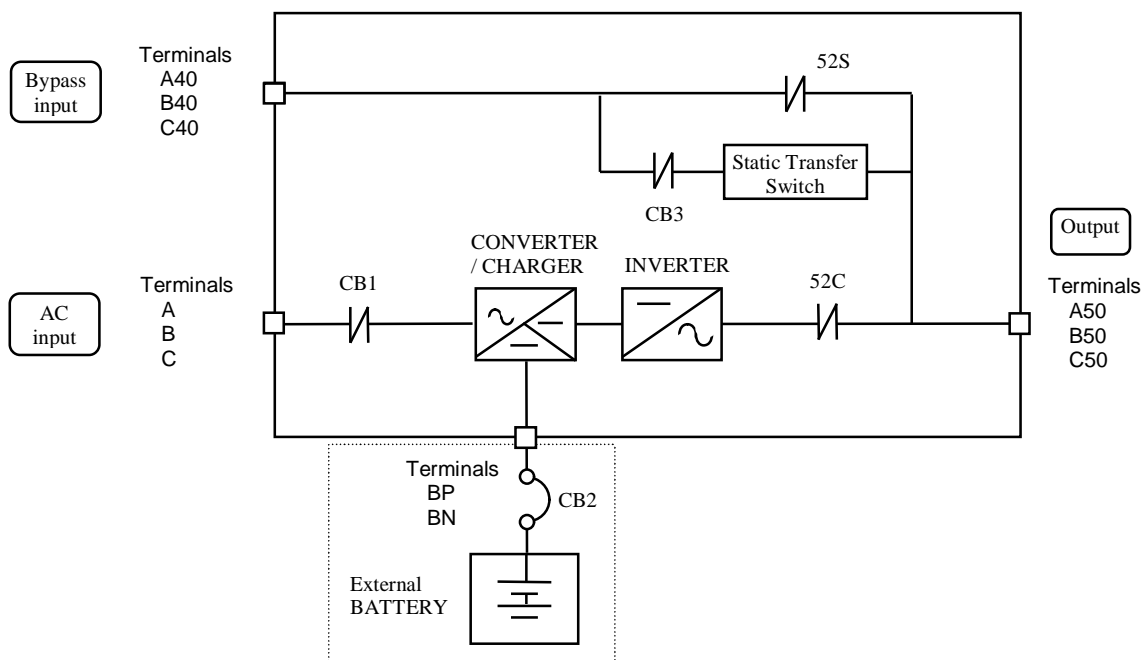 Bypass
input
Terminals
A40
B40
C40
52S
CB3
Static Transfer
Switch
Output
Terminals
A50
B50
C50
AC
input
Terminals
A
B
C
CB1
CONVERTER
/ CHARGER
INVERTER
52C
Terminals
BP
BN
CB2
External
BATTERY